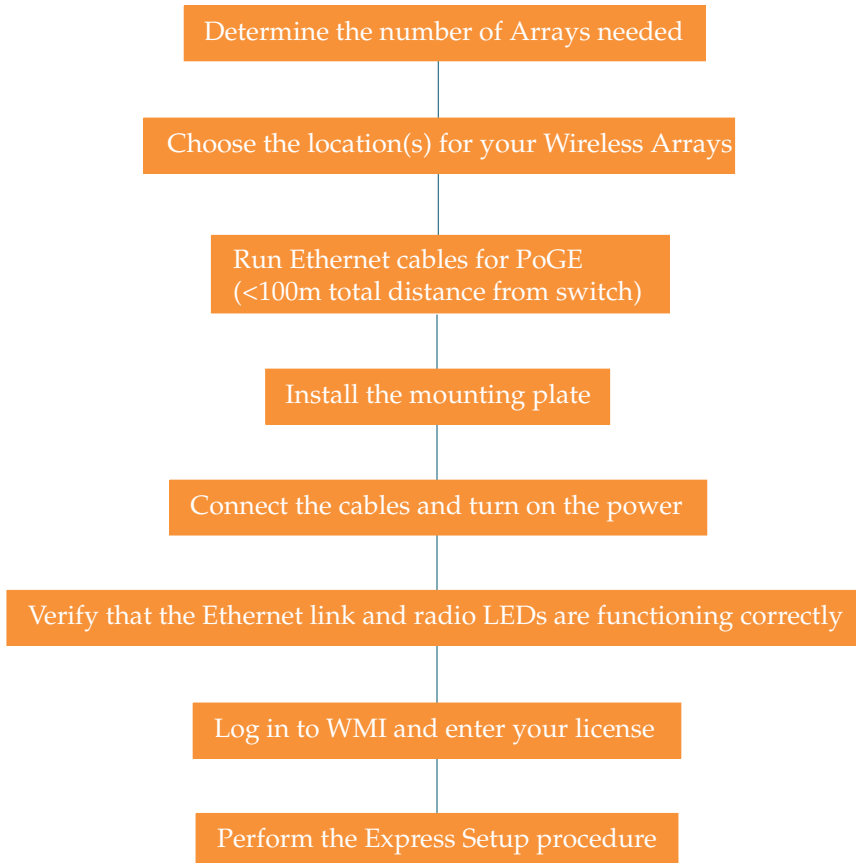 Determine the number of Arrays needed
Choose the location(s) for your Wireless Arrays
Run Ethernet cables for PoGE
(<100m total distance from switch)
Install the mounting plate
Connect the cables and turn on the power
Verify that the Ethernet link and radio LEDs are functioning correctly
Log in to WMI and enter your license
Perform the Express Setup procedure